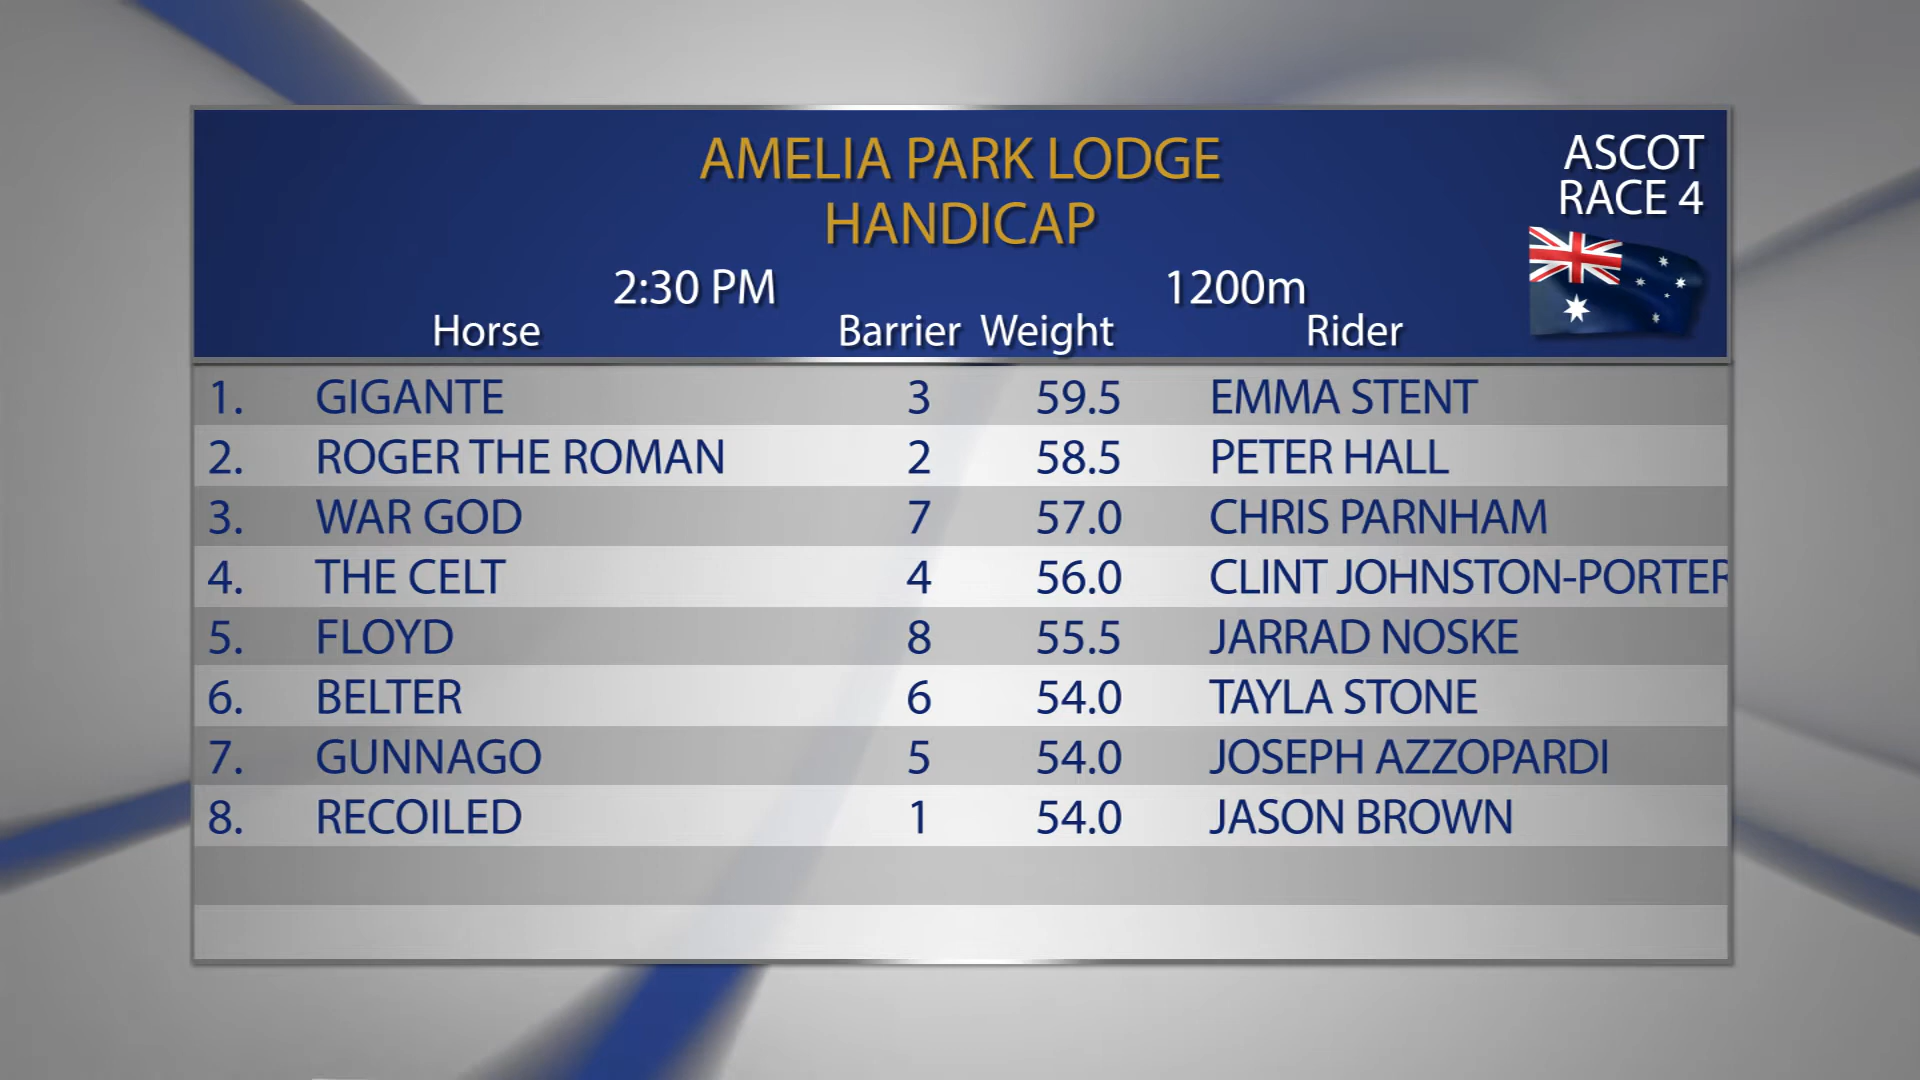 AMELIA PARK LODGE
HANDICAP
ASCOT
RACE 4
2:30 PM 1200m
Horse Barrier Weight Rider
1. GIGANTE 3 59.5 EMMA STENT
2. ROGER THE ROMAN 2 58.5 PETER HALL
3. WAR GOD 7 57.0 CHRIS PARNHAM
4. THE CELT 4 56.0 CLINT JOHNSTON-PORTER
5. FLOYD 8 55.5 JARRAD NOSKE
6. BELTER 6 54.0 TAYLA STONE
7. GUNNAGO 5 54.0 JOSEPH AZZOPARDI
8. RECOILED 1 54.0 JASON BROWN